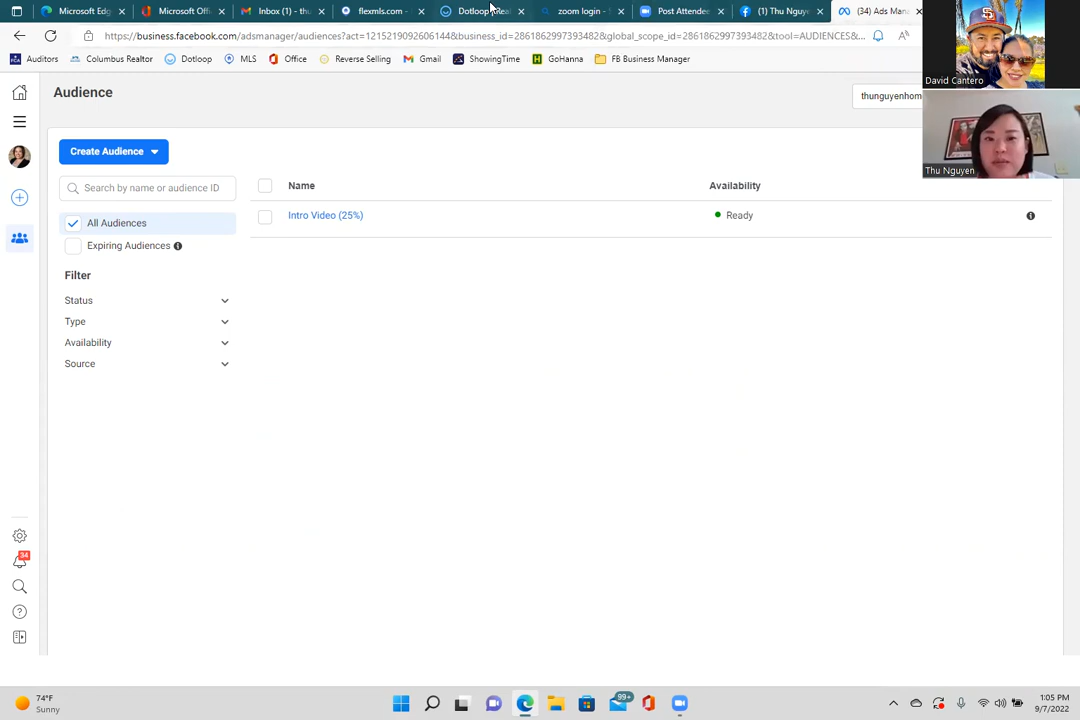 Microsoft Edg
Microsoft Offi
Inbox (1) - thu
flexmls.com -
Dotloop
zoom login -
Post Attendee
(1) Thu Nguye
(34) Ads Mana
https://business.facebook.com/adsmanager/audiences?act=1215219092606144&business_id=2861862997393482&global_scope_id=2861862997393482&tool=AUDIENCES&...
Auditors
Columbus Realtor
Dotloop
MLS
Office
Reverse Selling
Gmail
ShowingTime
GoHanna
FB Business Manager
David Cantero
Thu Nguyen
Audience
thunguyenhom
Create Audience
Search by name or audience ID
All Audiences
Expiring Audiences
Filter
Status
Type
Availability
Source
Name
Availability
Intro Video (25%)
Ready
34
74°F
Sunny
99+
1:05 PM
9/7/2022